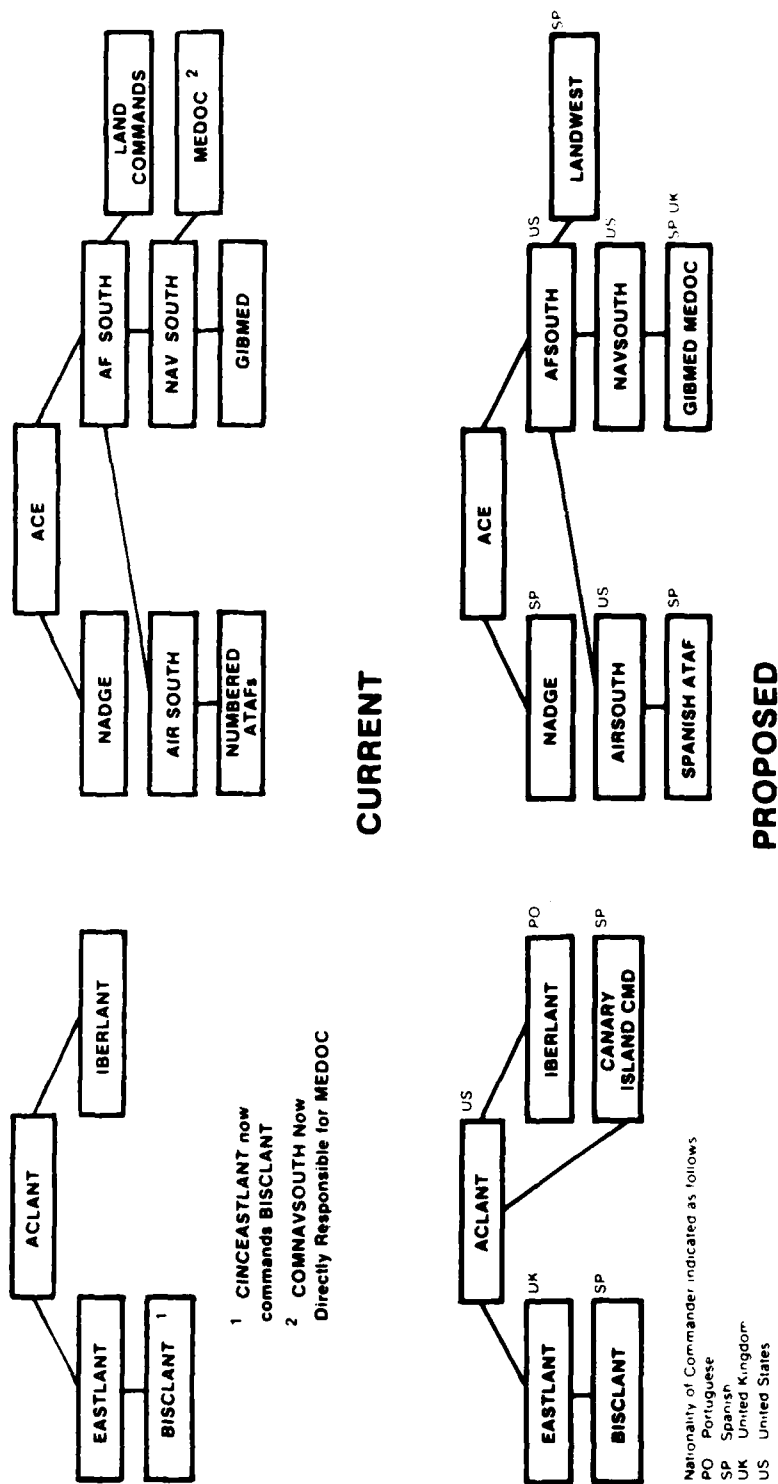 ACLANT
EASTLANT
IBERLANT
BISCLANT 1
1 CINCEASTLANT now
commands BISCLANT
2 COMNAVSOUTH Now
Directly Responsible for MEDOC
ACE
NADGE
AF SOUTH
LAND
COMMANDS
AIR SOUTH
NAV SOUTH
MEDOC 2
NUMBERED
ATAFs
GIBMED
CURRENT
ACLANT US
EASTLANT UK
IBERLANT PO
BISCLANT SP
CANARY
ISLAND CMD SP
ACE
NADGE SP
AFSOUTH US
LANDWEST SP
AIRSOUTH US
NAVSOUTH US
SPANISH ATAF SP
GIBMED MEDOC SP UK
PROPOSED
Nationality of Commander indicated as follows
PO Portuguese
SP Spanish
UK United Kingdom
US United States